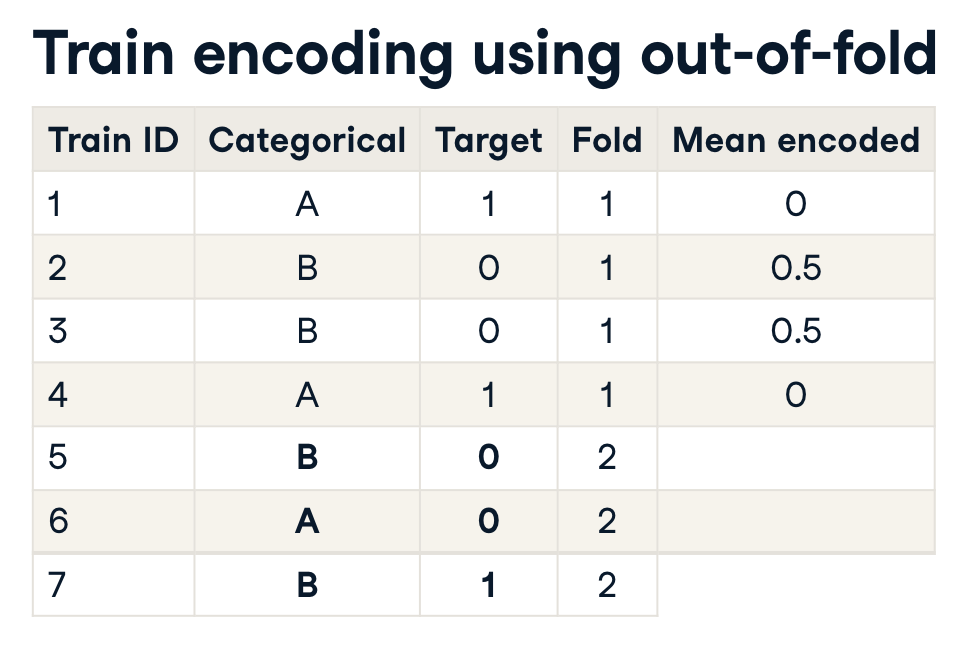 Train encoding using out-of-fold
Train ID Categorical Target Fold Mean encoded
1 A 1 1 0
2 B 0 1 0.5
3 B 0 1 0.5
4 A 1 1 0
5 B 0 2
6 A 0 2
7 B 1 2